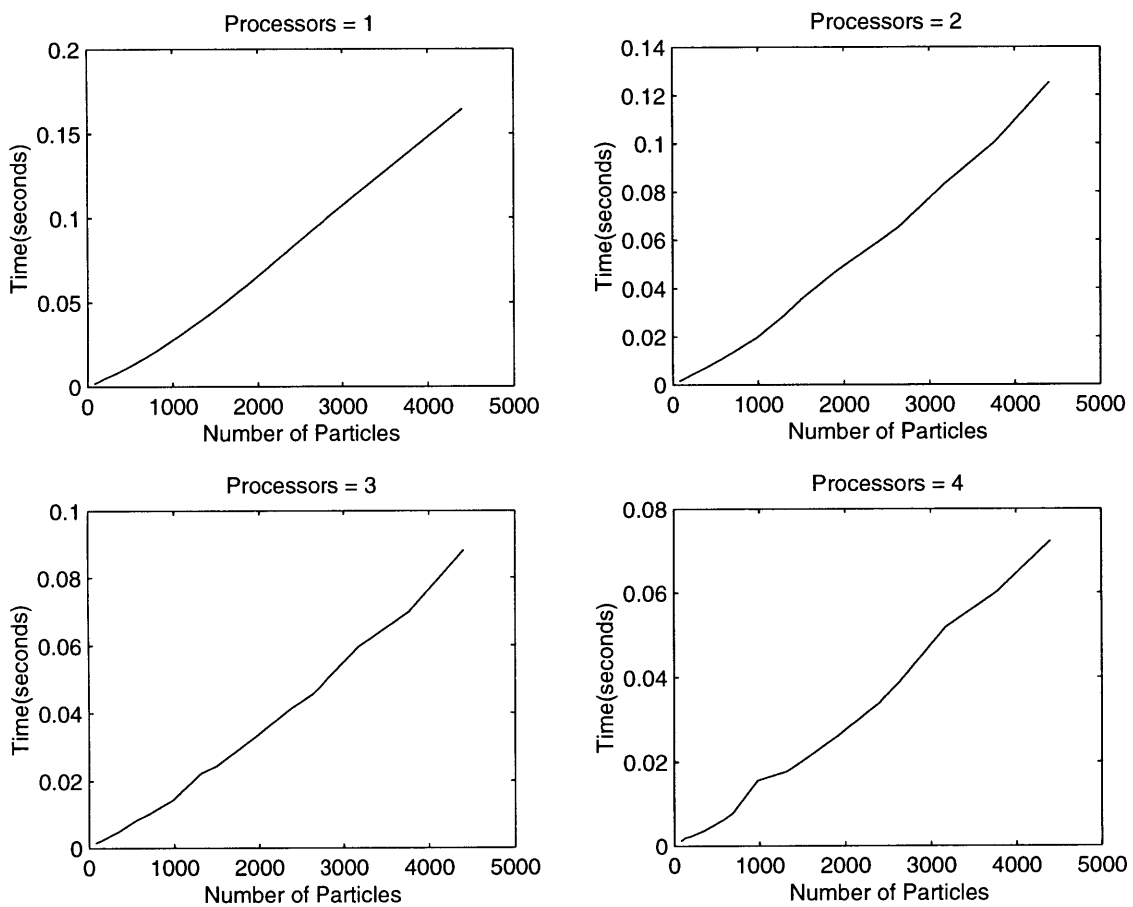 Processors = 1
0.2
0.15
0.1
0.05
0
Time(seconds)
0 1000 2000 3000 4000 5000
Number of Particles
Processors = 2
0.14
0.12
0.1
0.08
0.06
0.04
0.02
0
Time(seconds)
0 1000 2000 3000 4000 5000
Number of Particles
Processors = 3
0.1
0.08
0.06
0.04
0.02
0
Time(seconds)
0 1000 2000 3000 4000 5000
Number of Particles
Processors = 4
0.08
0.06
0.04
0.02
0
Time(seconds)
0 1000 2000 3000 4000 5000
Number of Particles